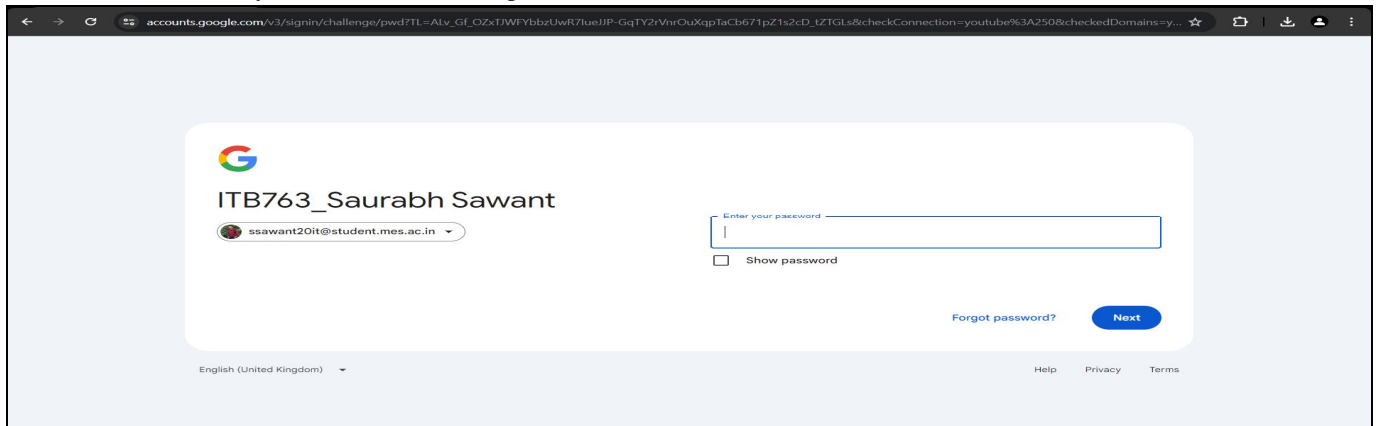 accounts.google.com/v3/signin/challenge/pwd?TL=ALv_Gf_OZxTJWFYbbzUwR7IueJJP-GqTY2rVnrOuXqpTaCb671pZ1s2cD_tZTGLs&checkConnection=youtube%3A250&checkedDomains=y...
ITB763_Saurabh Sawant
ssawant20it@student.mes.ac.in
Enter your password
Show password
Forgot password? Next
English (United Kingdom) Help Privacy Terms